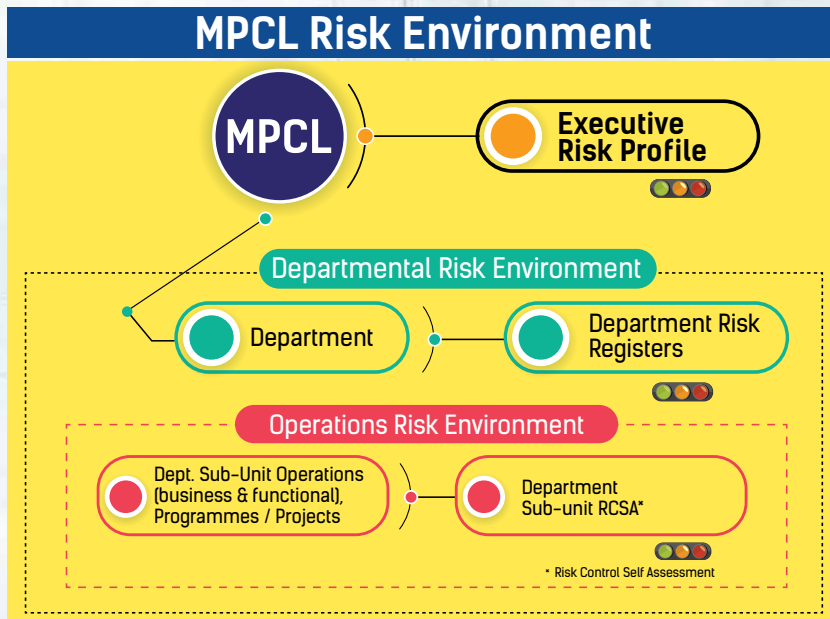 MPCL Risk Environment
MPCL
Executive
Risk Profile
Departmental Risk Environment
Department
Department Risk
Registers
Operations Risk Environment
Dept. Sub-Unit Operations
(business & functional),
Programmes / Projects
Department
Sub-unit RCSA*
* Risk Control Self Assessment